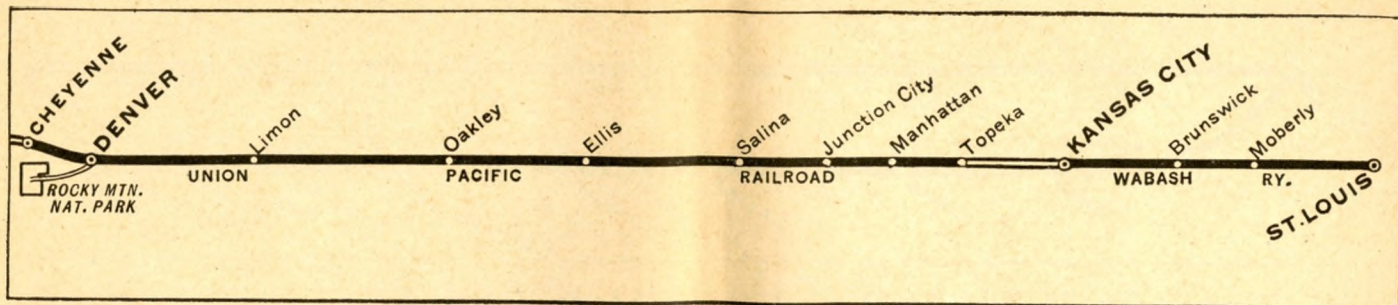 CHEYENNE
DENVER
Limon
Oakley
Ellis
Salina
Junction City
Manhattan
Topeka
KANSAS CITY
Brunswick
Moberly
ST. LOUIS
UNION PACIFIC RAILROAD
WABASH RY.
ROCKY MTN.
NAT. PARK